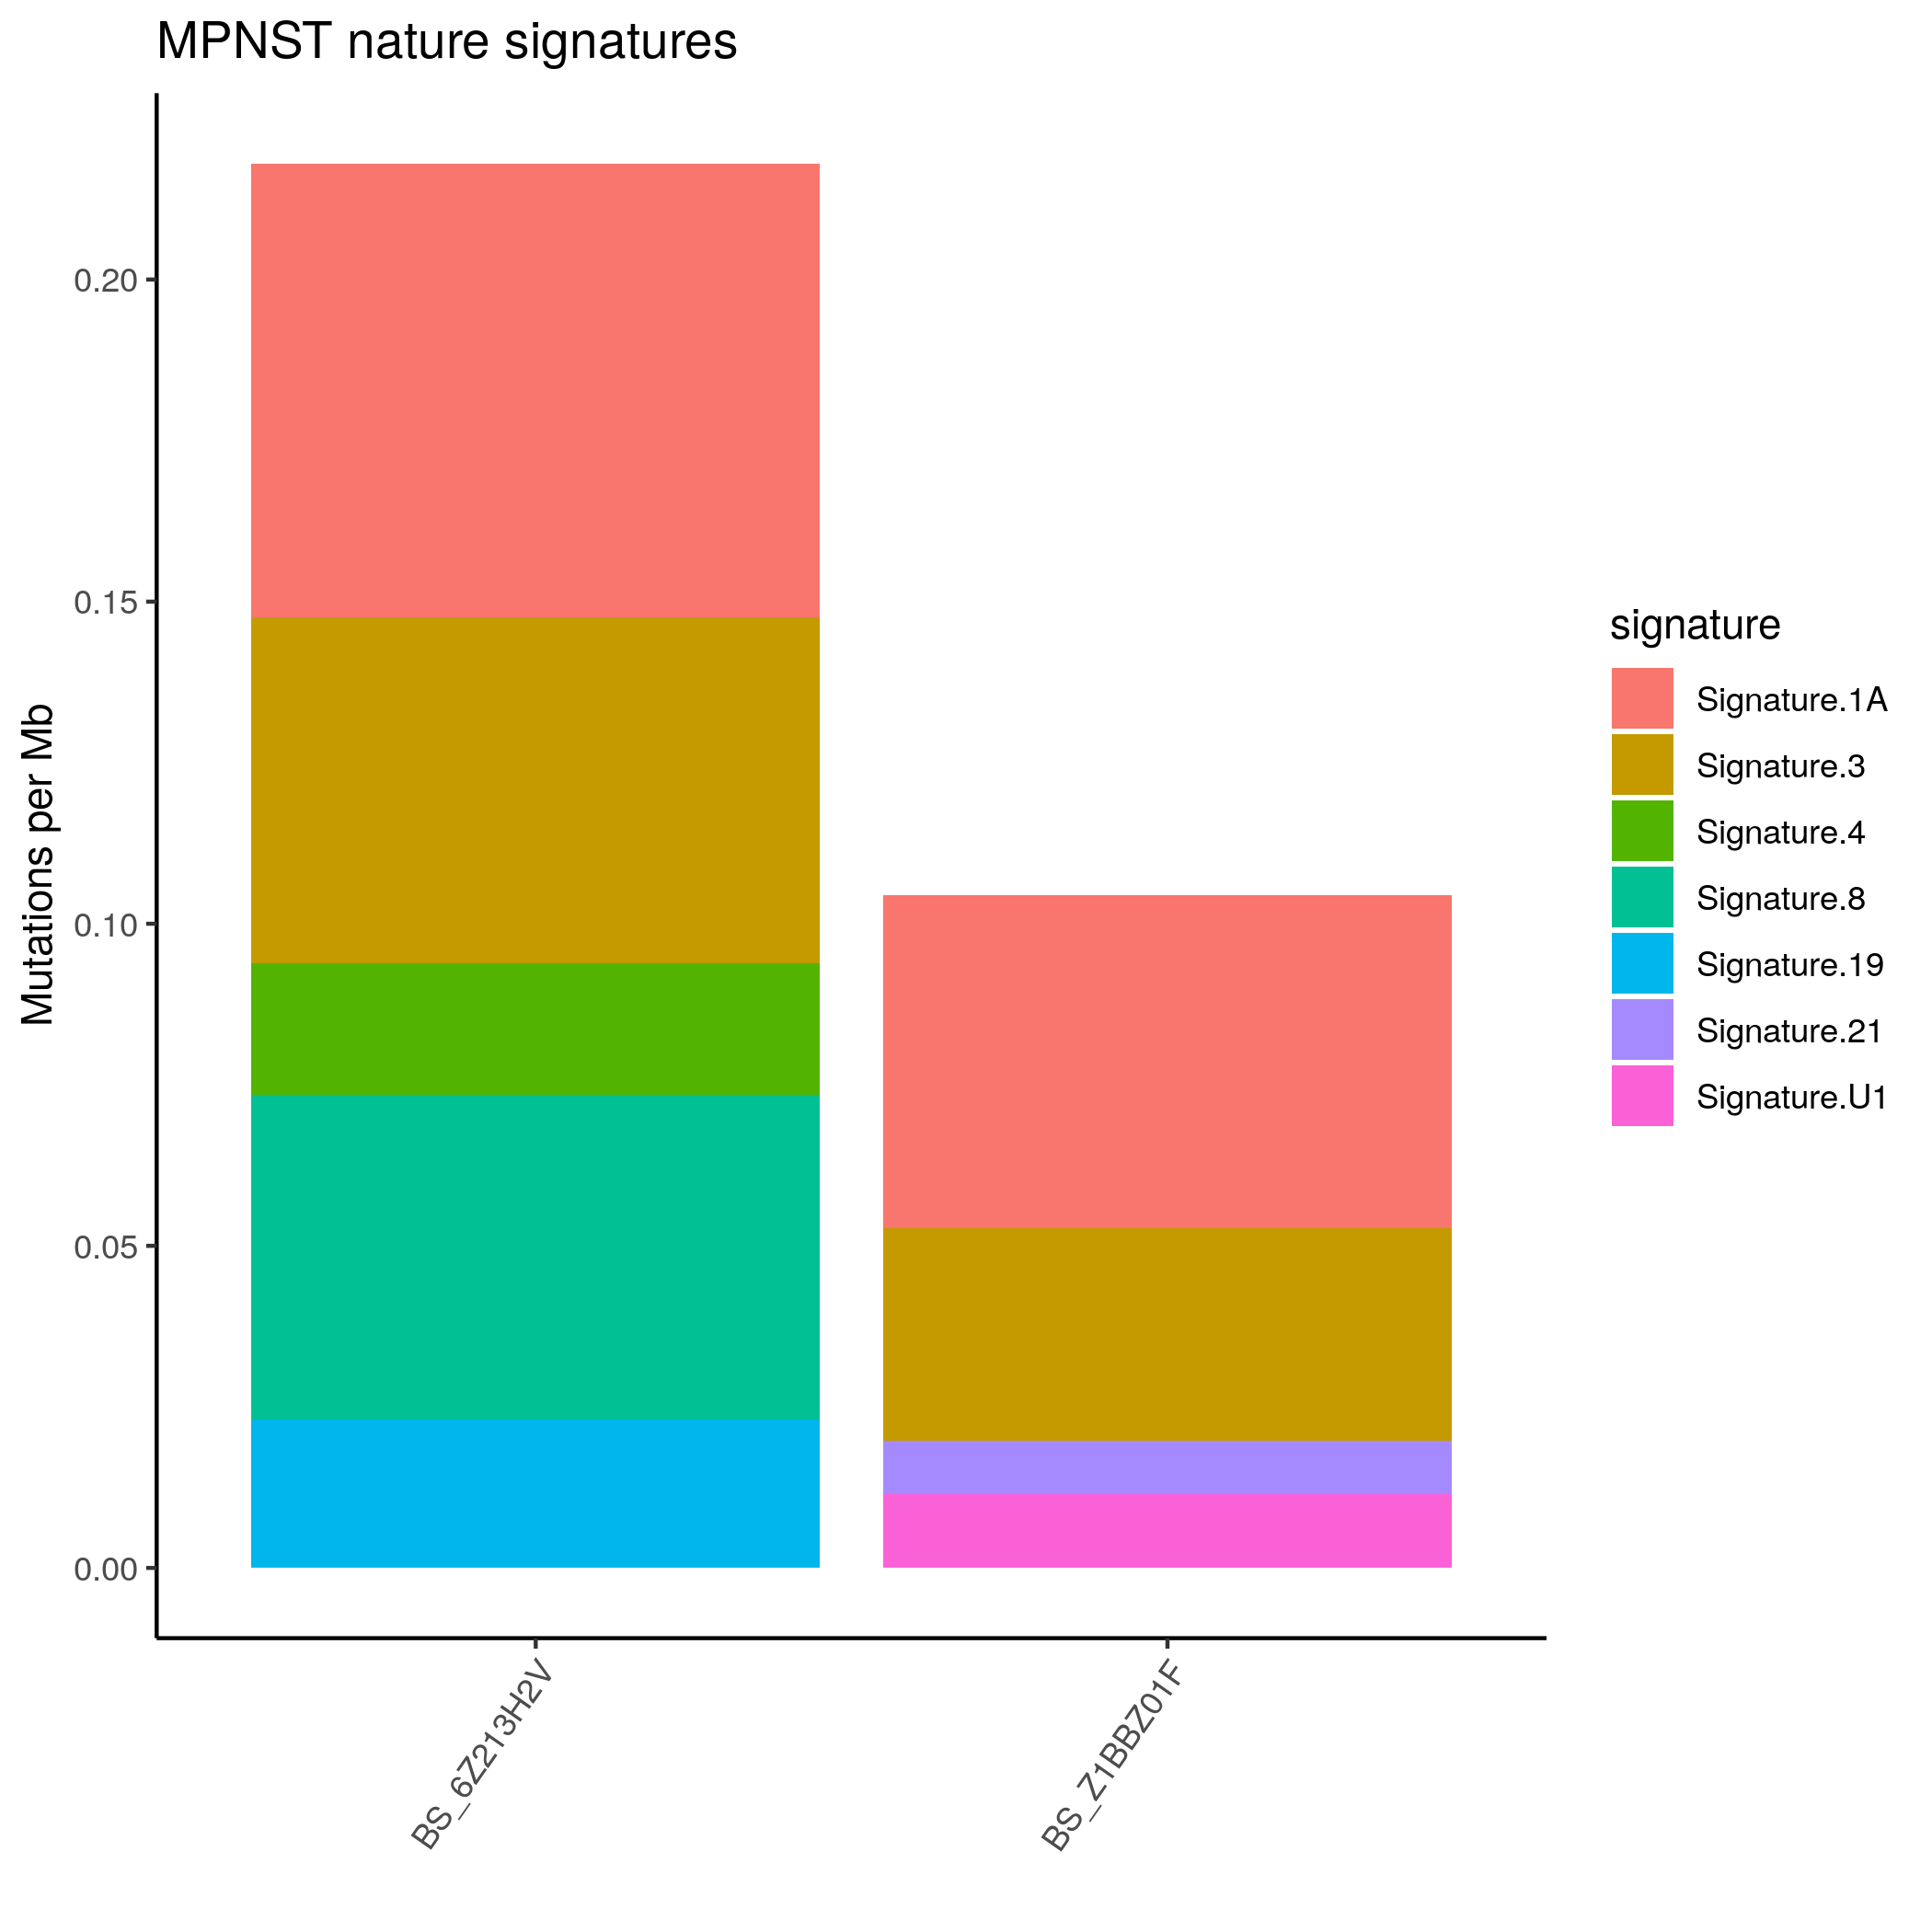 MPNST nature signatures
Mutations per Mb
0.20
0.15
0.10
0.05
0.00
BS_6Z213H2V
BS_Z1BBZ01F
signature
Signature.1A
Signature.3
Signature.4
Signature.8
Signature.19
Signature.21
Signature.U1